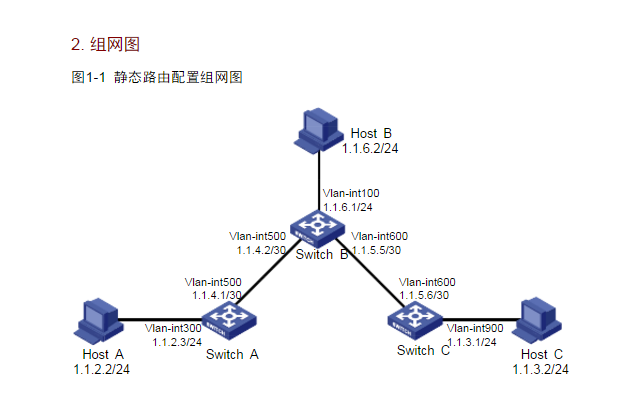 2. 组网图
图1-1 静态路由配置组网图
Host B
1.1.6.2/24
Vlan-int100
1.1.6.1/24
Vlan-int500
1.1.4.2/30
Vlan-int600
1.1.5.5/30
SWITCH
Switch B
Vlan-int500
1.1.4.1/30
Vlan-int600
1.1.5.6/30
Vlan-int300
1.1.2.3/24
SWITCH
SWITCH
Vlan-int900
1.1.3.1/24
Host A
1.1.2.2/24
Switch A
Switch C
Host C
1.1.3.2/24